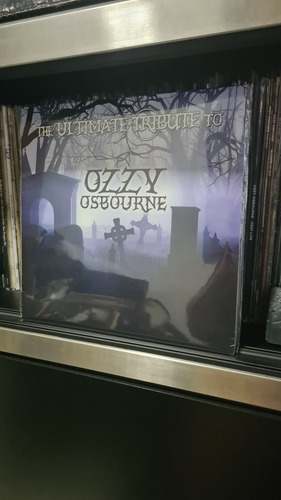 THE ULTIMATE TRIBUTE TO:
OZZY
OSBOURNE